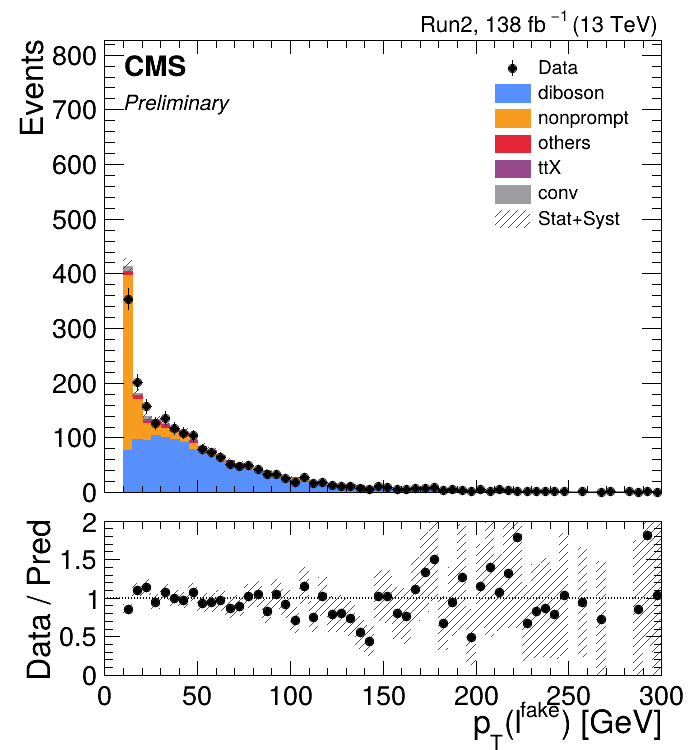 Run2, 138 fb⁻¹ (13 TeV)
CMS
Preliminary
Events
Data
diboson
nonprompt
others
ttX
conv
Stat+Syst
800
700
600
500
400
300
200
100
0
Data / Pred
2
1.5
1
0.5
0
0 50 100 150 200 250 300
p_T(l^fake) [GeV]